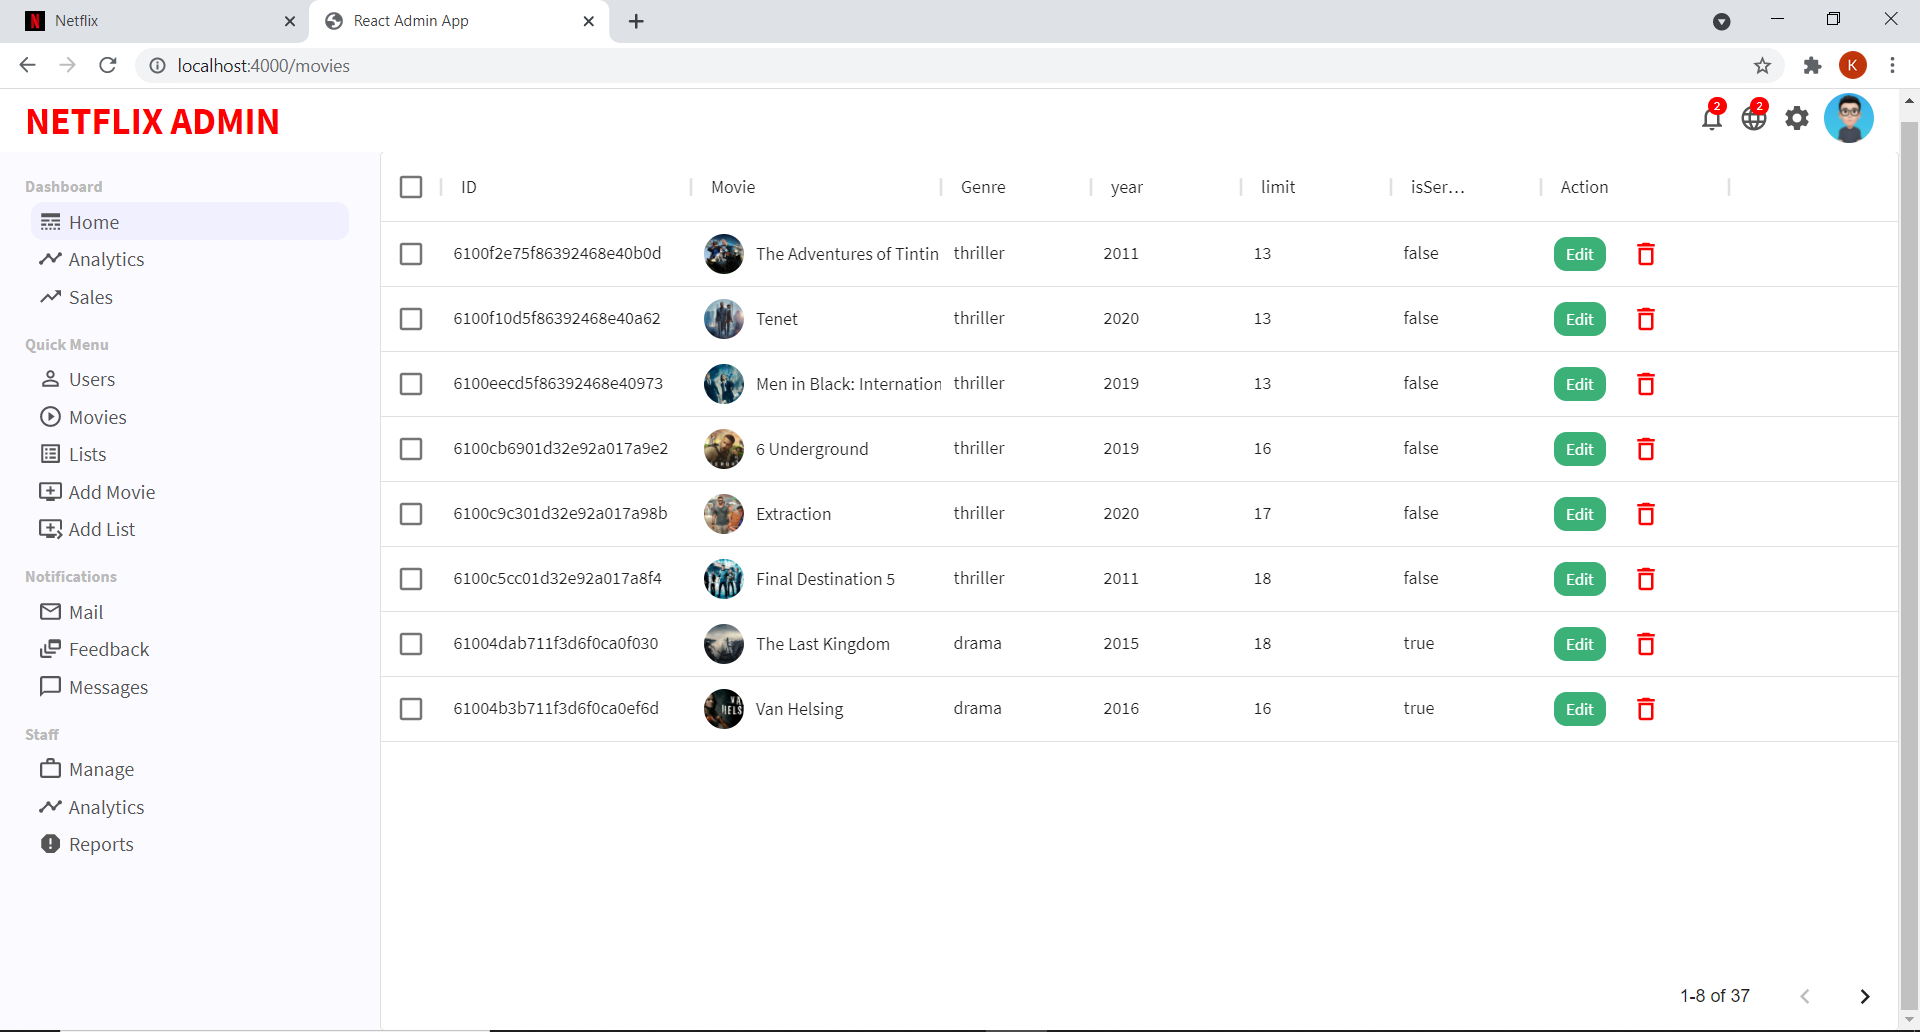 Netflix
React Admin App
localhost:4000/movies
K
NETFLIX ADMIN
2
2
Dashboard
Home
Analytics
Sales
Quick Menu
Users
Movies
Lists
Add Movie
Add List
Notifications
Mail
Feedback
Messages
Staff
Manage
Analytics
Reports
ID Movie Genre year limit isSer... Action
6100f2e75f86392468e40b0d The Adventures of Tintin thriller 2011 13 false Edit
6100f10d5f86392468e40a62 Tenet thriller 2020 13 false Edit
6100eecd5f86392468e40973 Men in Black: Internation thriller 2019 13 false Edit
6100cb6901d32e92a017a9e2 6 Underground thriller 2019 16 false Edit
6100c9c301d32e92a017a98b Extraction thriller 2020 17 false Edit
6100c5cc01d32e92a017a8f4 Final Destination 5 thriller 2011 18 false Edit
61004dab711f3d6f0ca0f030 The Last Kingdom drama 2015 18 true Edit
61004b3b711f3d6f0ca0ef6d Van Helsing drama 2016 16 true Edit
1-8 of 37